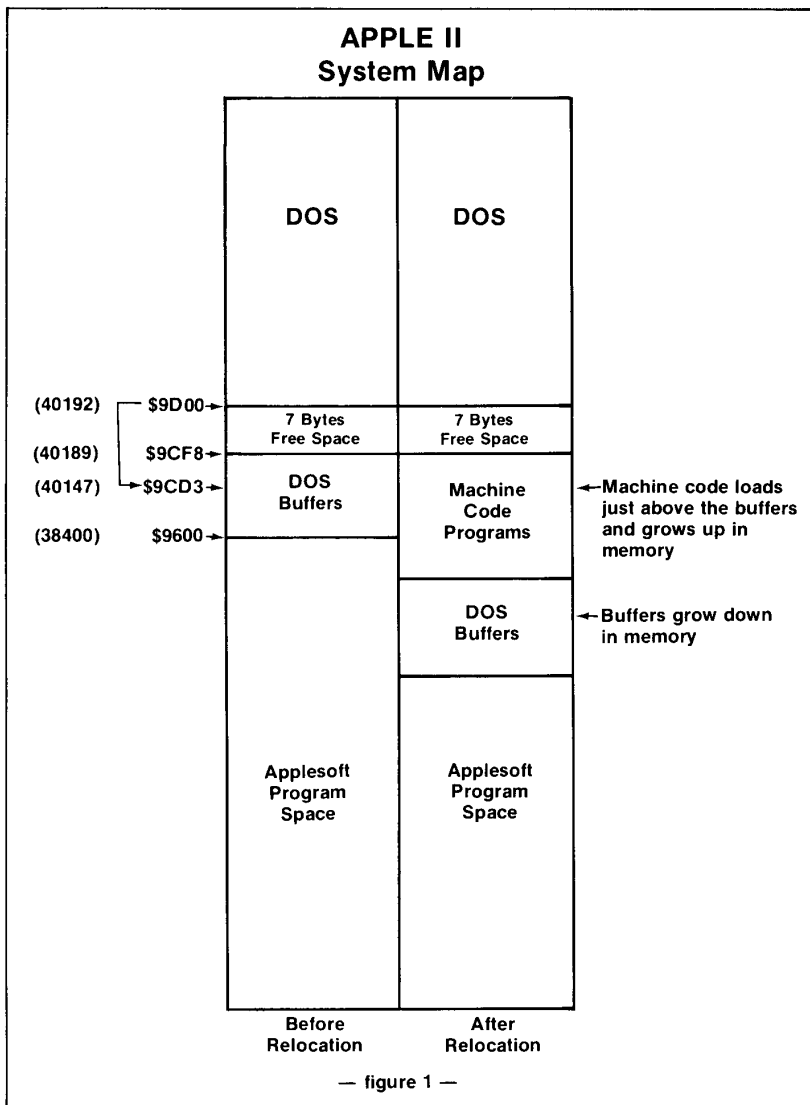 APPLE II
System Map
DOS
DOS
(40192) $9D00
7 Bytes
Free Space
7 Bytes
Free Space
(40189) $9CF8
(40147) $9CD3
DOS
Buffers
Machine
Code
Programs
Machine code loads
just above the buffers
and grows up in
memory
(38400) $9600
DOS
Buffers
Buffers grow down
in memory
Applesoft
Program
Space
Applesoft
Program
Space
Before
Relocation
After
Relocation
— figure 1 —